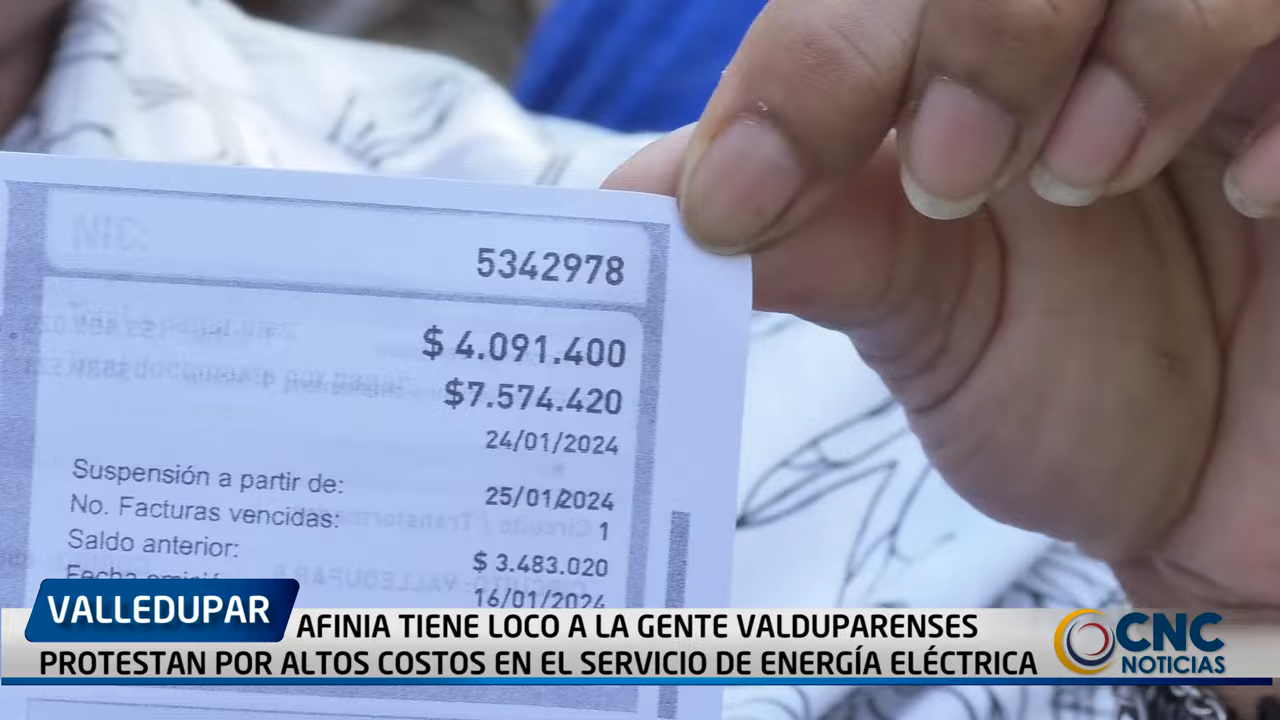 NIC:
5342978
$ 4.091.400
$7.574.420
24/01/2024
Suspensión a partir de: 25/01/2024
No. Facturas vencidas: 1
Saldo anterior: $ 3.483.020
Fecha 16/01/2024
VALLEDUPAR
AFINIA TIENE LOCO A LA GENTE VALDUPARENSES
PROTESTAN POR ALTOS COSTOS EN EL SERVICIO DE ENERGÍA ELÉCTRICA
CNC
NOTICIAS